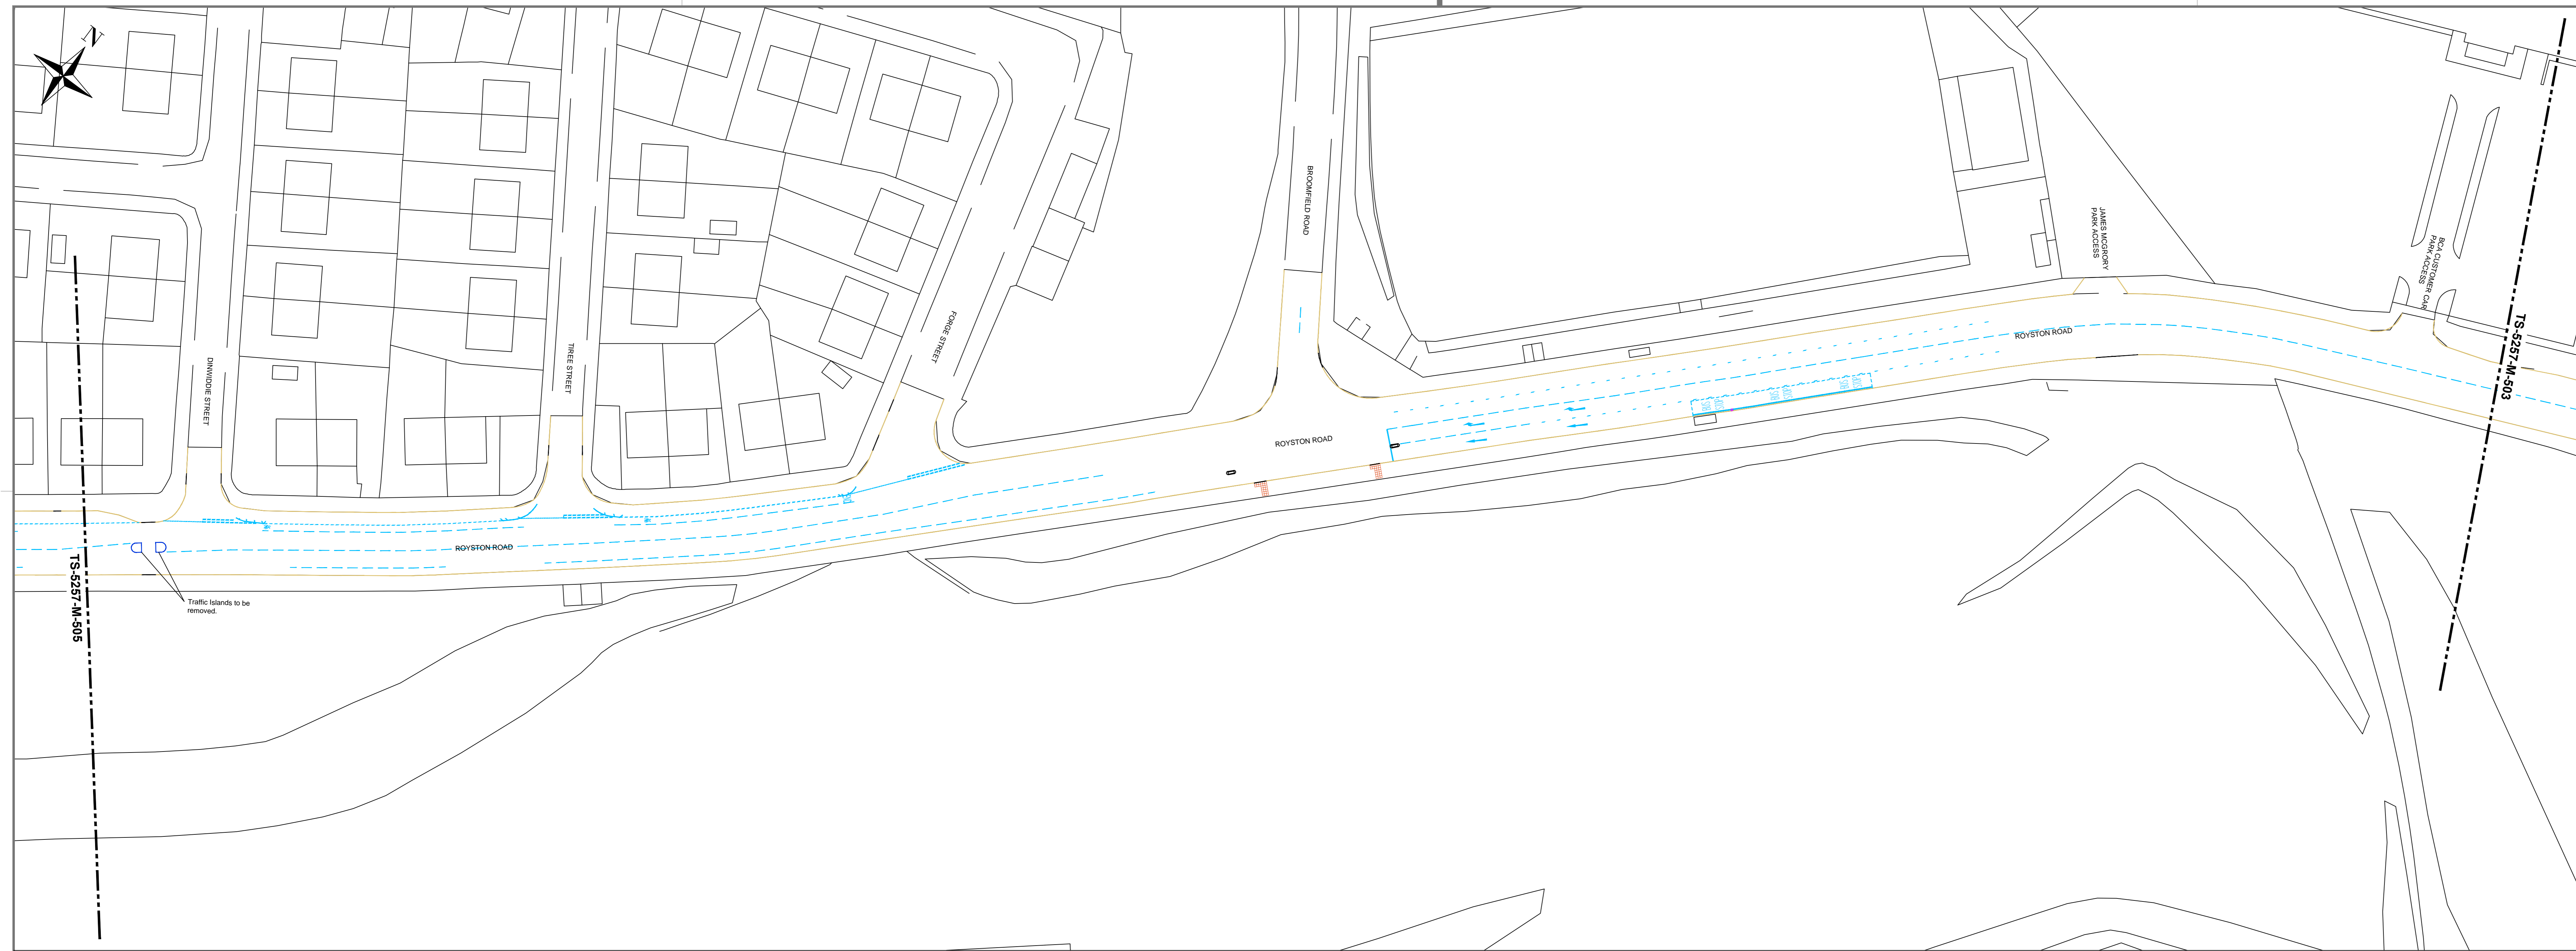 N
DINWIDDIE STREET
TIREE STREET
FORGE STREET
BROOMFIELD ROAD
JAMES MCGRORY
PARK ACCESS
BCA CUSTOMER CAR
PARK ACCESS
TS-5257-M-503
ROYSTON ROAD
ROYSTON ROAD
ROYSTON ROAD
TS-5257-M-505
Traffic Islands to be
removed.